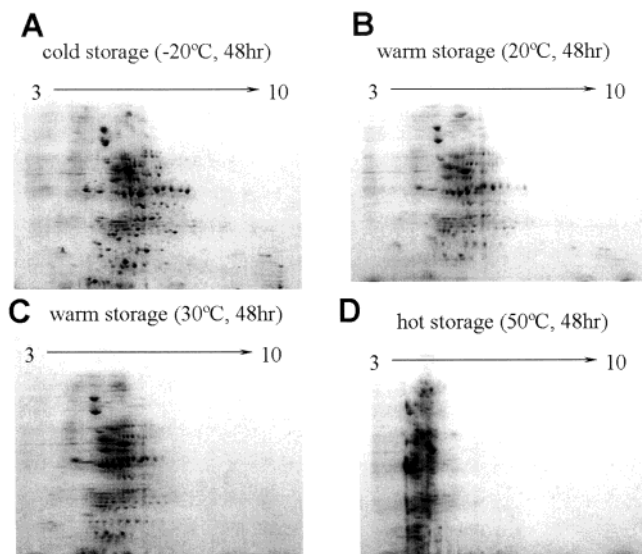 A
cold storage (-20ºC, 48hr)
3 10
B
warm storage (20ºC, 48hr)
3 10
C
warm storage (30ºC, 48hr)
3 10
D
hot storage (50ºC, 48hr)
3 10